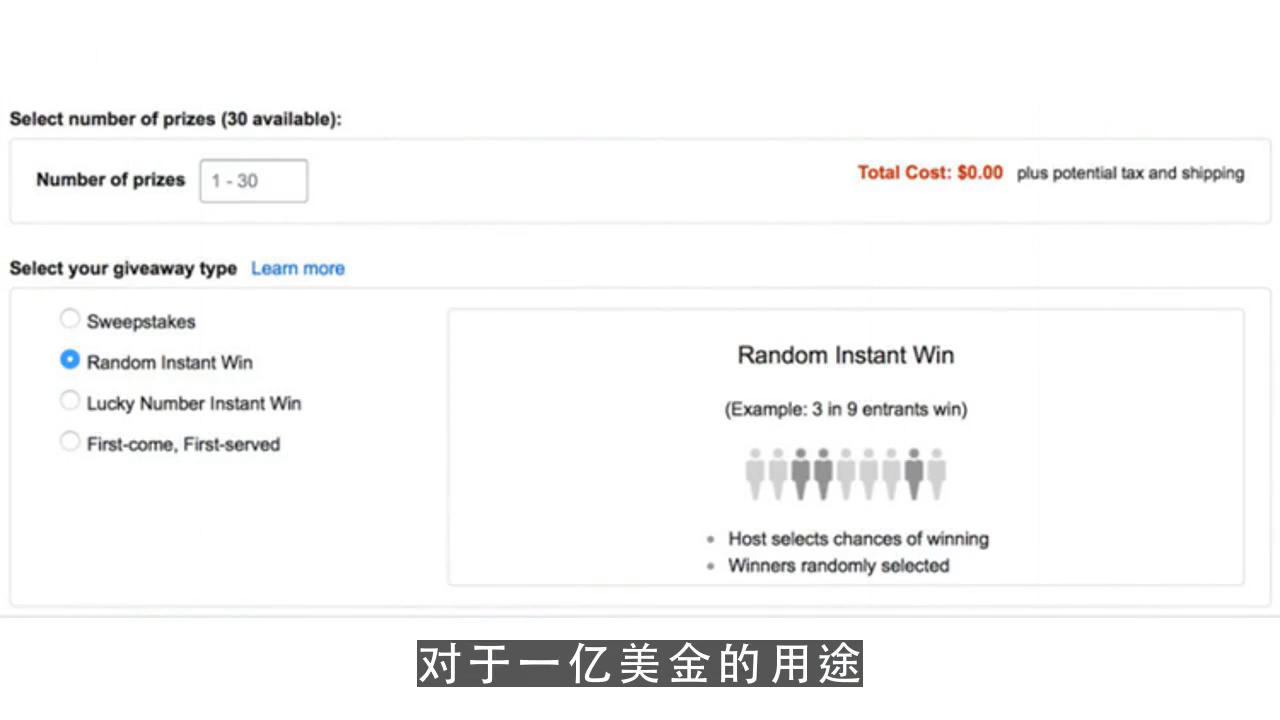 Select number of prizes (30 available):
Number of prizes 1 - 30 Total Cost: $0.00 plus potential tax and shipping
Select your giveaway type Learn more
Sweepstakes
Random Instant Win
Lucky Number Instant Win
First-come, First-served
Random Instant Win
(Example: 3 in 9 entrants win)
• Host selects chances of winning
• Winners randomly selected
对于一亿美金的用途